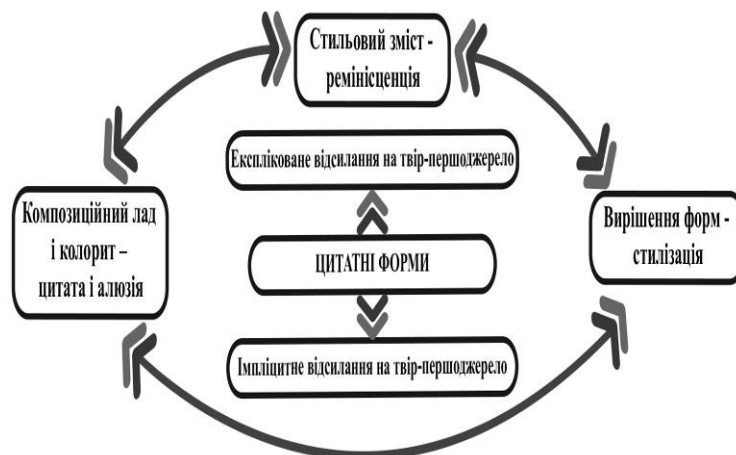 Стильовий зміст -
ремінісценція
Експліковане відсилання на твір-першоджерело
Композиційний лад
і колорит –
цитата і алюзія
ЦИТАТНІ ФОРМИ
Вирішення форм -
стилізація
Імпліцитне відсилання на твір-першоджерело